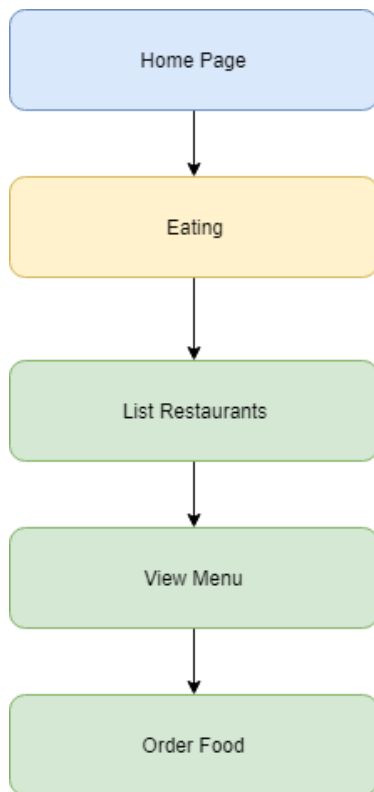 Home Page
Eating
List Restaurants
View Menu
Order Food